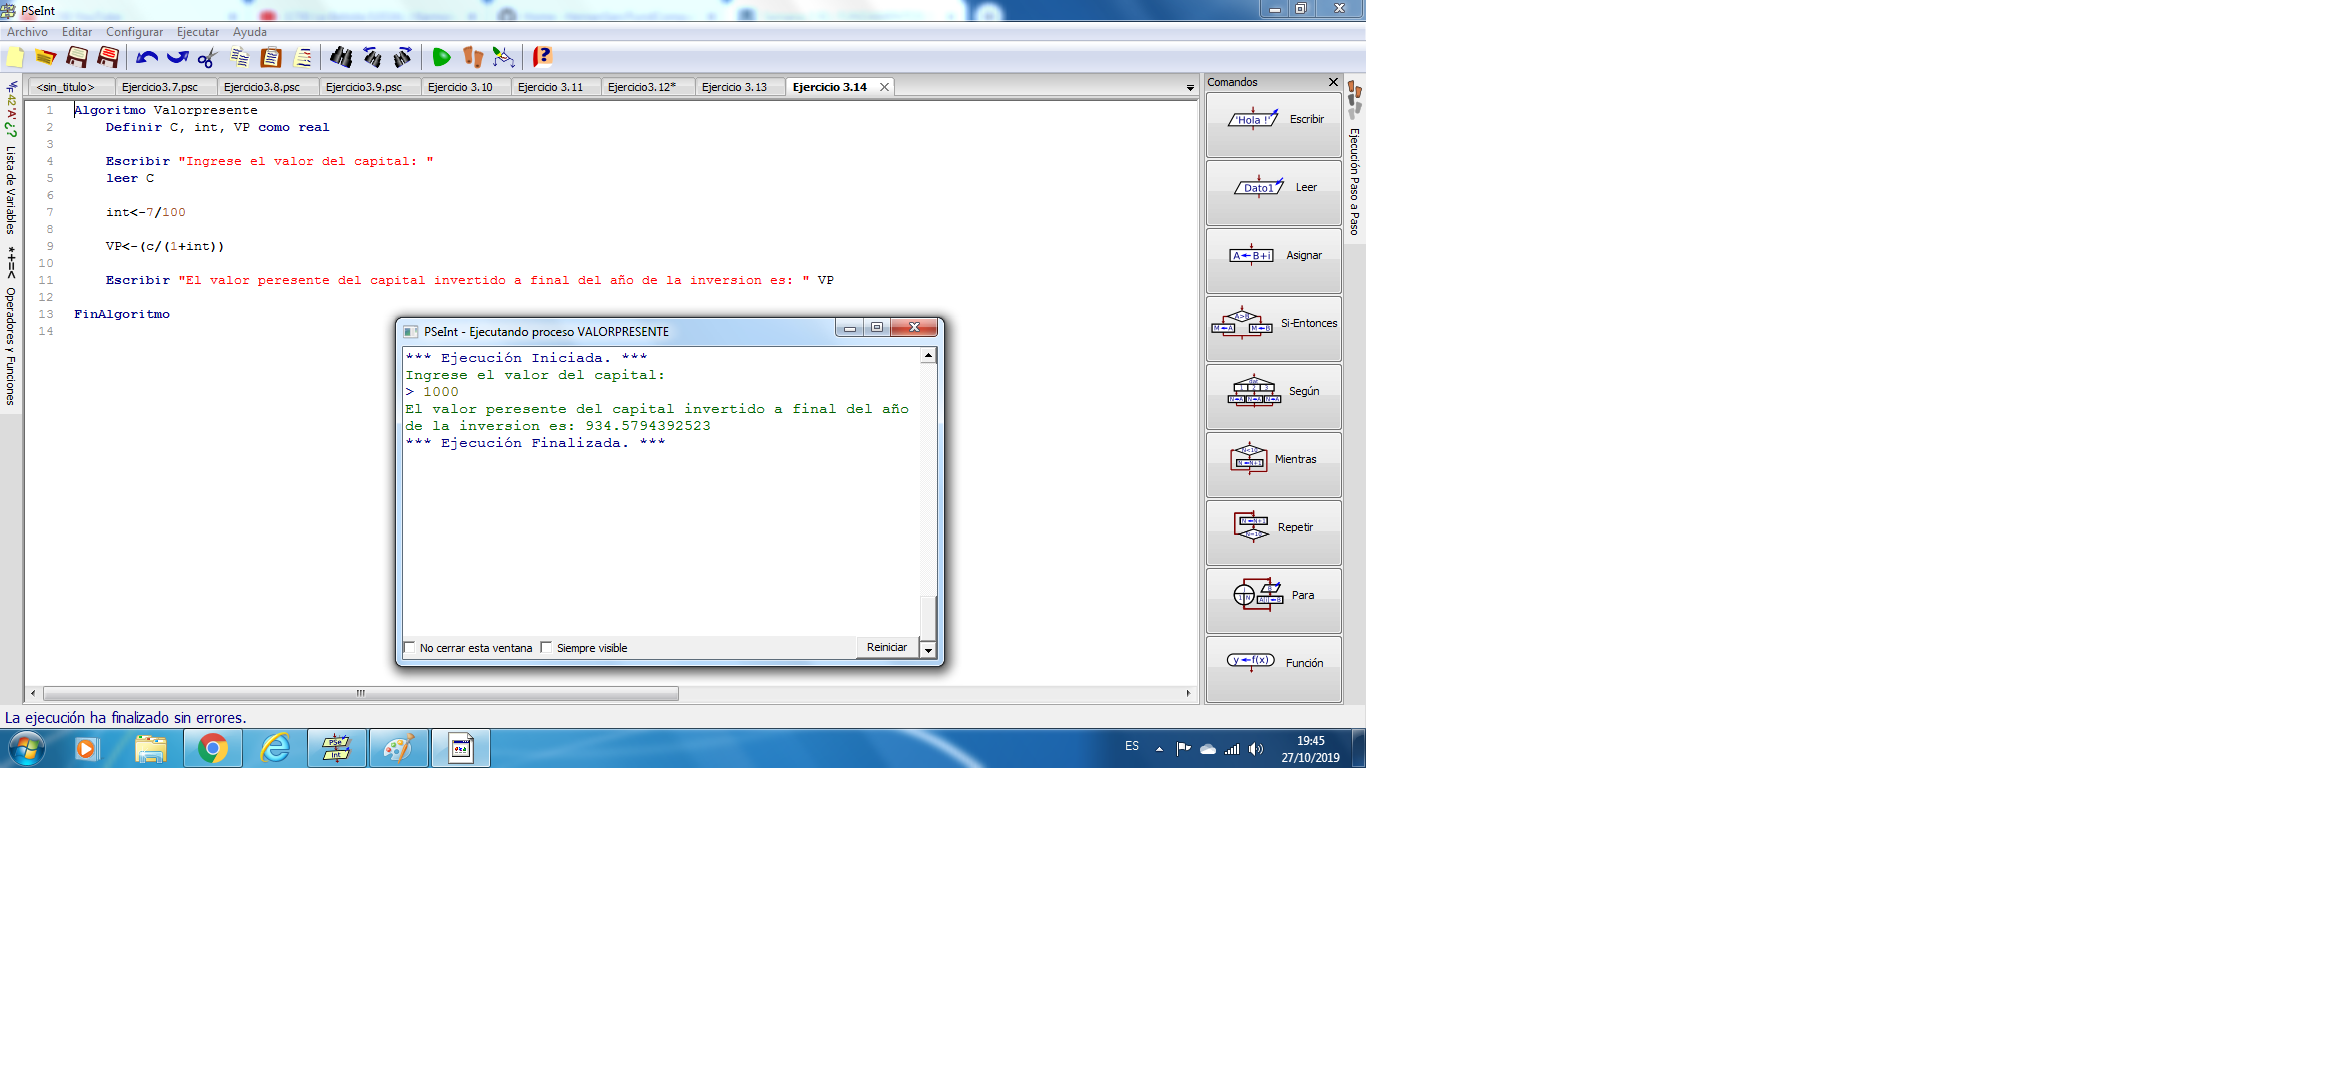 PSeInt
Archivo Editar Configurar Ejecutar Ayuda
<sin_titulo> Ejercicio3.7.psc Ejercicio3.8.psc Ejercicio3.9.psc Ejercicio 3.10 Ejercicio 3.11 Ejercicio3.12* Ejercicio 3.13 Ejercicio 3.14
Lista de Variables
*+=< Operadores y Funciones
1 Algoritmo Valorpresente
2 Definir C, int, VP como real
3
4 Escribir "Ingrese el valor del capital: "
5 leer C
6
7 int<-7/100
8
9 VP<-(c/(1+int))
10
11 Escribir "El valor peresente del capital invertido a final del año de la inversion es: " VP
12
13 FinAlgoritmo
14
PSeInt - Ejecutando proceso VALORPRESENTE
*** Ejecución Iniciada. ***
Ingrese el valor del capital:
> 1000
El valor peresente del capital invertido a final del año
de la inversion es: 934.5794392523
*** Ejecución Finalizada. ***
No cerrar esta ventana Siempre visible Reiniciar
Comandos
'Hola !' Escribir
Dato1 Leer
A←B+i Asignar
A>B M←A M←B Si-Entonces
Según
Mientras
Repetir
Para
y←f(x) Función
Ejecución Paso a Paso
La ejecución ha finalizado sin errores.
PSe
Int
ES
19:45
27/10/2019